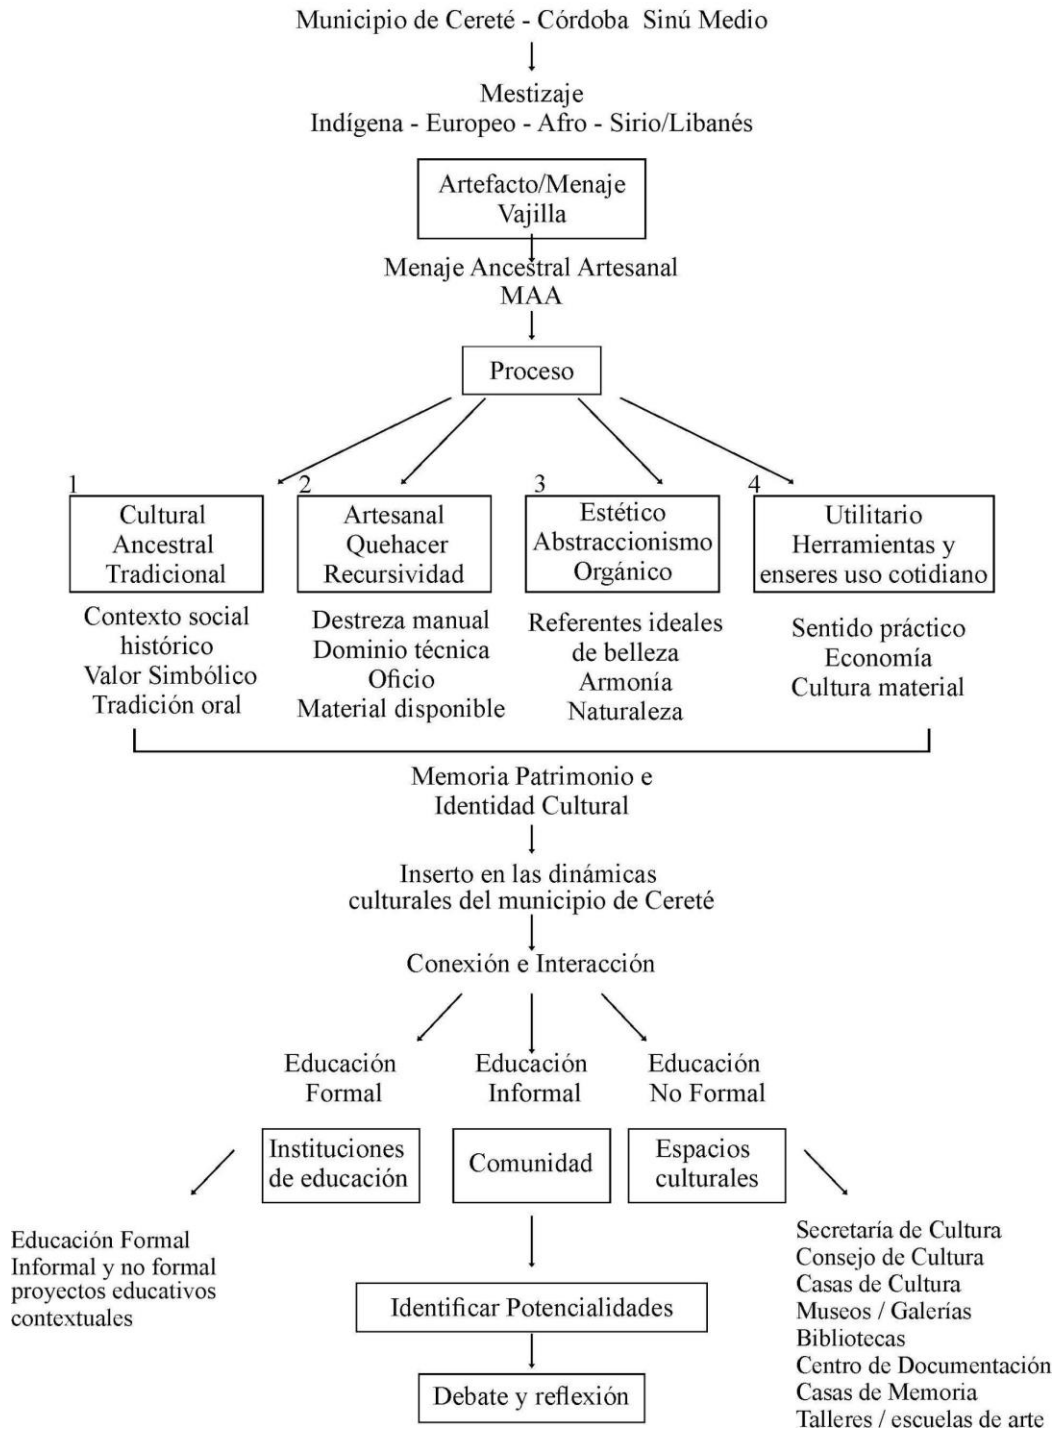 Municipio de Cereté - Córdoba  Sinú Medio
Mestizaje
Indígena - Europeo - Afro - Sirio/Libanés
Artefacto/Menaje
Vajilla
Menaje Ancestral Artesanal
MAA
Proceso
1
Cultural
Ancestral
Tradicional
Contexto social
histórico
Valor Simbólico
Tradición oral
2
Artesanal
Quehacer
Recursividad
Destreza manual
Dominio técnica
Oficio
Material disponible
3
Estético
Abstraccionismo
Orgánico
Referentes ideales
de belleza
Armonía
Naturaleza
4
Utilitario
Herramientas y
enseres uso cotidiano
Sentido práctico
Economía
Cultura material
Memoria Patrimonio e
Identidad Cultural
Inserto en las dinámicas
culturales del municipio de Cereté
Conexión e Interacción
Educación
Formal
Educación
Informal
Educación
No Formal
Instituciones
de educación
Comunidad
Espacios
culturales
Educación Formal
Informal y no formal
proyectos educativos
contextuales
Identificar Potencialidades
Debate y reflexión
Secretaría de Cultura
Consejo de Cultura
Casas de Cultura
Museos / Galerías
Bibliotecas
Centro de Documentación
Casas de Memoria
Talleres / escuelas de arte